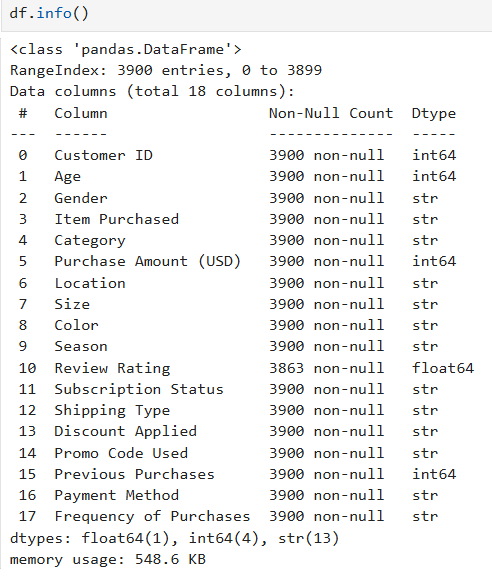 df.info()
<class 'pandas.DataFrame'>
RangeIndex: 3900 entries, 0 to 3899
Data columns (total 18 columns):
 #   Column                  Non-Null Count  Dtype
---  ------                  --------------  -----
 0   Customer ID             3900 non-null   int64
 1   Age                     3900 non-null   int64
 2   Gender                  3900 non-null   str
 3   Item Purchased          3900 non-null   str
 4   Category                3900 non-null   str
 5   Purchase Amount (USD)   3900 non-null   int64
 6   Location                3900 non-null   str
 7   Size                    3900 non-null   str
 8   Color                   3900 non-null   str
 9   Season                  3900 non-null   str
 10  Review Rating           3863 non-null   float64
 11  Subscription Status     3900 non-null   str
 12  Shipping Type           3900 non-null   str
 13  Discount Applied        3900 non-null   str
 14  Promo Code Used         3900 non-null   str
 15  Previous Purchases      3900 non-null   int64
 16  Payment Method          3900 non-null   str
 17  Frequency of Purchases  3900 non-null   str
dtypes: float64(1), int64(4), str(13)
memory usage: 548.6 KB